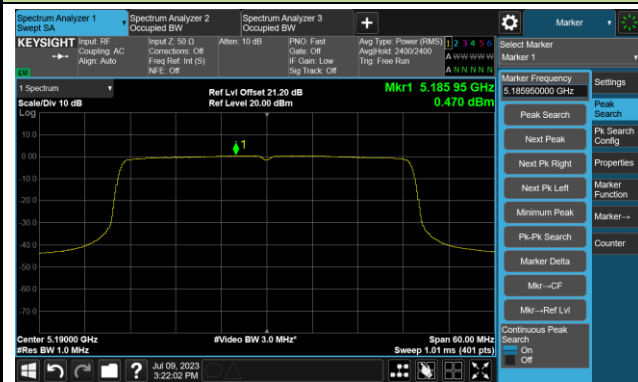 Spectrum Analyzer 1
Swept SA
Spectrum Analyzer 2
Occupied BW
Spectrum Analyzer 3
Occupied BW
+
Marker
KEYSIGHT
Input: RF
Coupling: AC
Align: Auto
Input Z: 50 Ω
Corrections: Off
Freq Ref: Int (S)
NFE: Off
Atten: 10 dB
PNO: Fast
Gate: Off
IF Gain: Low
Sig Track: Off
Avg Type: Power (RMS)
Avg|Hold: 2400/2400
Trig: Free Run
1 2 3 4 5 6
A W W W W W
A N N N N N
LXI
Select Marker
Marker 1
1 Spectrum
Scale/Div 10 dB
Log
Ref Lvl Offset 21.20 dB
Ref Level 20.00 dBm
Mkr1 5.185 95 GHz
0.470 dBm
Marker Frequency
5.185950000 GHz
Settings
Peak Search
Peak
Search
Next Peak
Pk Search
Config
Next Pk Right
Properties
Next Pk Left
Marker
Function
Minimum Peak
Marker→
Pk-Pk Search
Counter
Marker Delta
Mkr→CF
Mkr→Ref Lvl
Continuous Peak
Search
On
Off
1
10.0
0.00
-10.0
-20.0
-30.0
-40.0
-50.0
-60.0
-70.0
Center 5.19000 GHz
#Res BW 1.0 MHz
#Video BW 3.0 MHz*
Span 60.00 MHz
Sweep 1.01 ms (401 pts)
?
Jul 09, 2023
3:22:02 PM